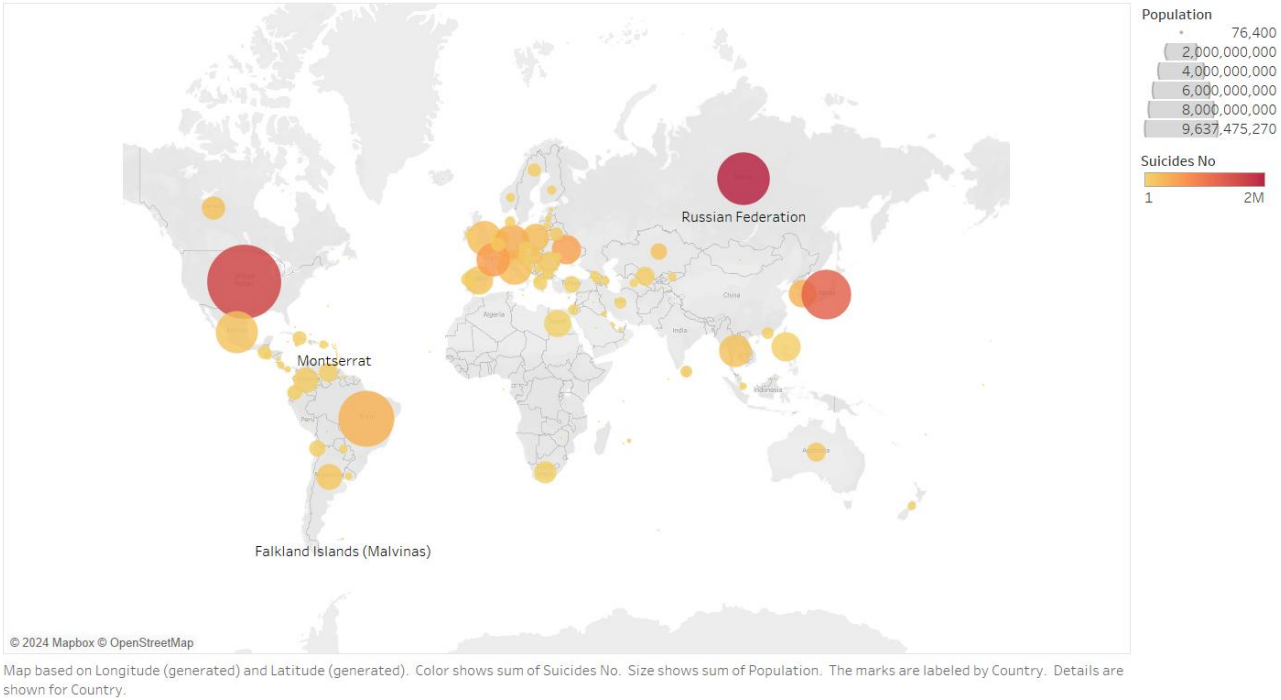 Population
76,400
2,000,000,000
4,000,000,000
6,000,000,000
8,000,000,000
9,637,475,270
Suicides No
1 2M
Russian Federation
China
Algeria
India
Montserrat
Indonesia
Peru
Falkland Islands (Malvinas)
© 2024 Mapbox © OpenStreetMap
Map based on Longitude (generated) and Latitude (generated). Color shows sum of Suicides No. Size shows sum of Population. The marks are labeled by Country. Details are
shown for Country.